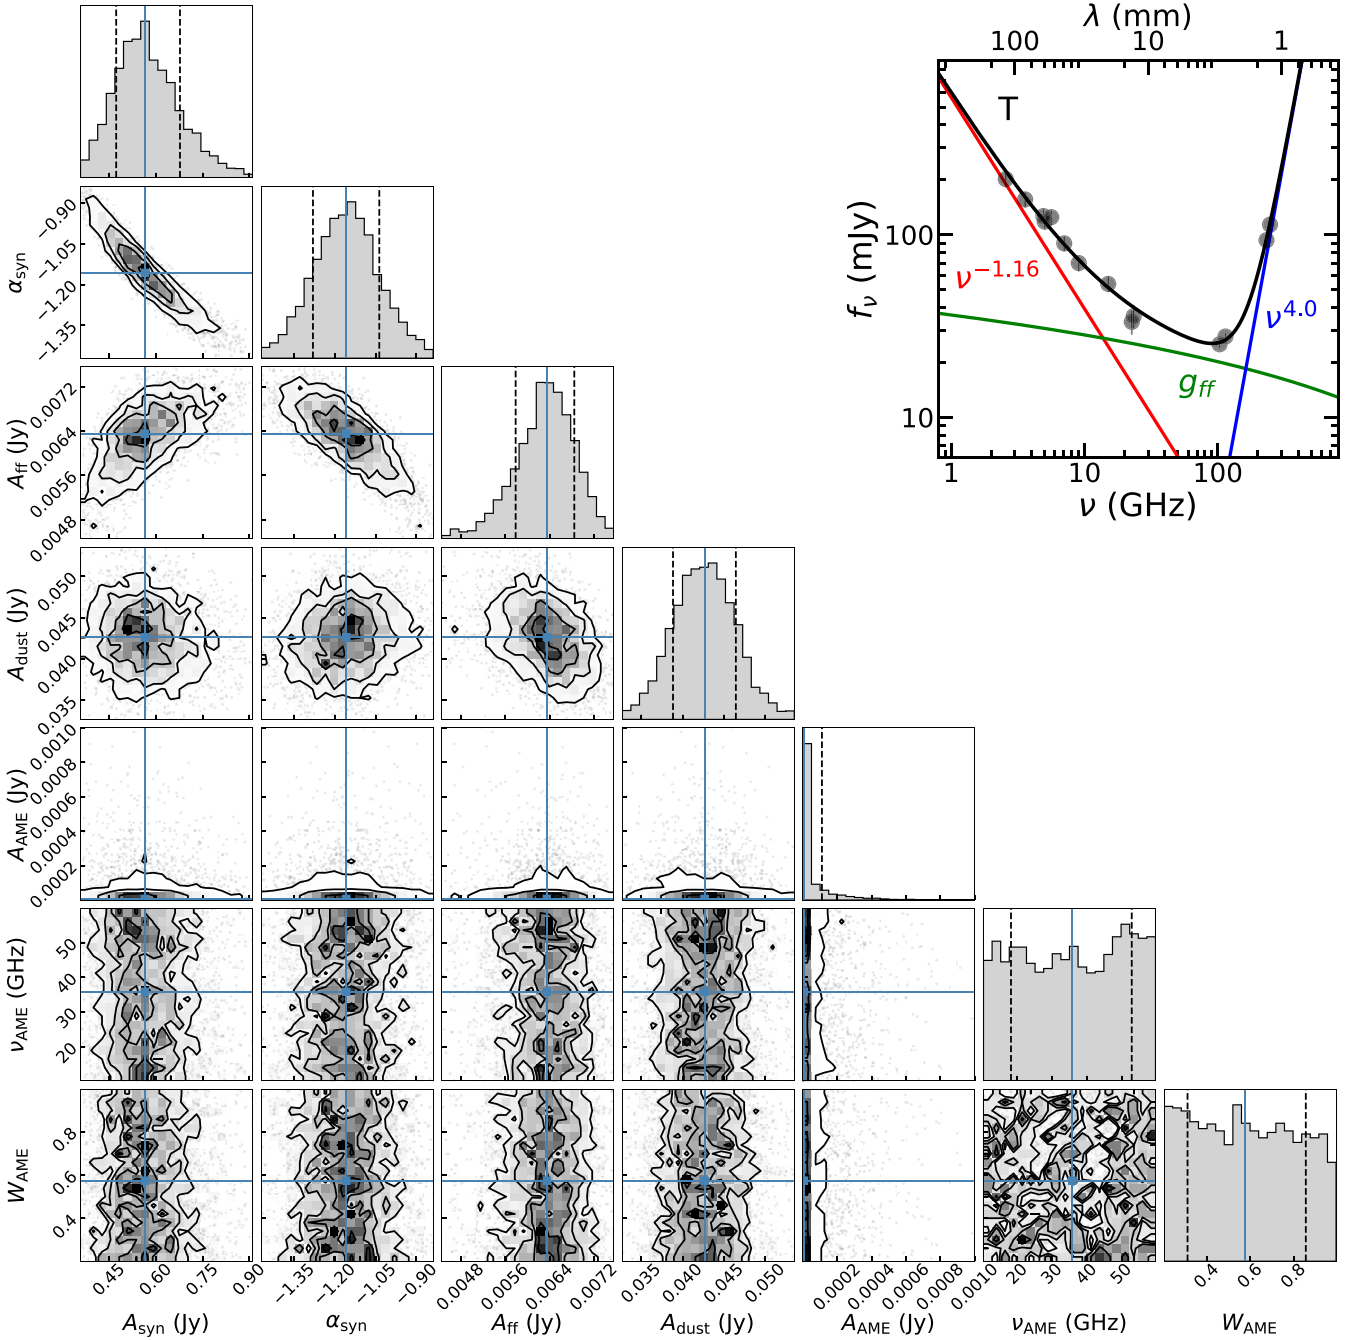 λ (mm)
100 10 1
T
f_ν (mJy)
100
10
ν^−1.16
ν^4.0
g_ff
1 10 100
ν (GHz)
α_syn
−0.90
−1.05
−1.20
−1.35
A_ff (Jy)
0.0072
0.0064
0.0056
0.0048
A_dust (Jy)
0.050
0.045
0.040
0.035
A_AME (Jy)
0.0010
0.0008
0.0006
0.0004
0.0002
ν_AME (GHz)
50
40
30
20
W_AME
0.8
0.6
0.4
0.45 0.60 0.75 0.90
−1.35 −1.20 −1.05 −0.90
0.0048 0.0056 0.0064 0.0072
0.035 0.040 0.045 0.050
0.0002 0.0004 0.0006 0.0008 0.0010
10 20 30 40 50
0.4 0.6 0.8
A_syn (Jy)
α_syn
A_ff (Jy)
A_dust (Jy)
A_AME (Jy)
ν_AME (GHz)
W_AME